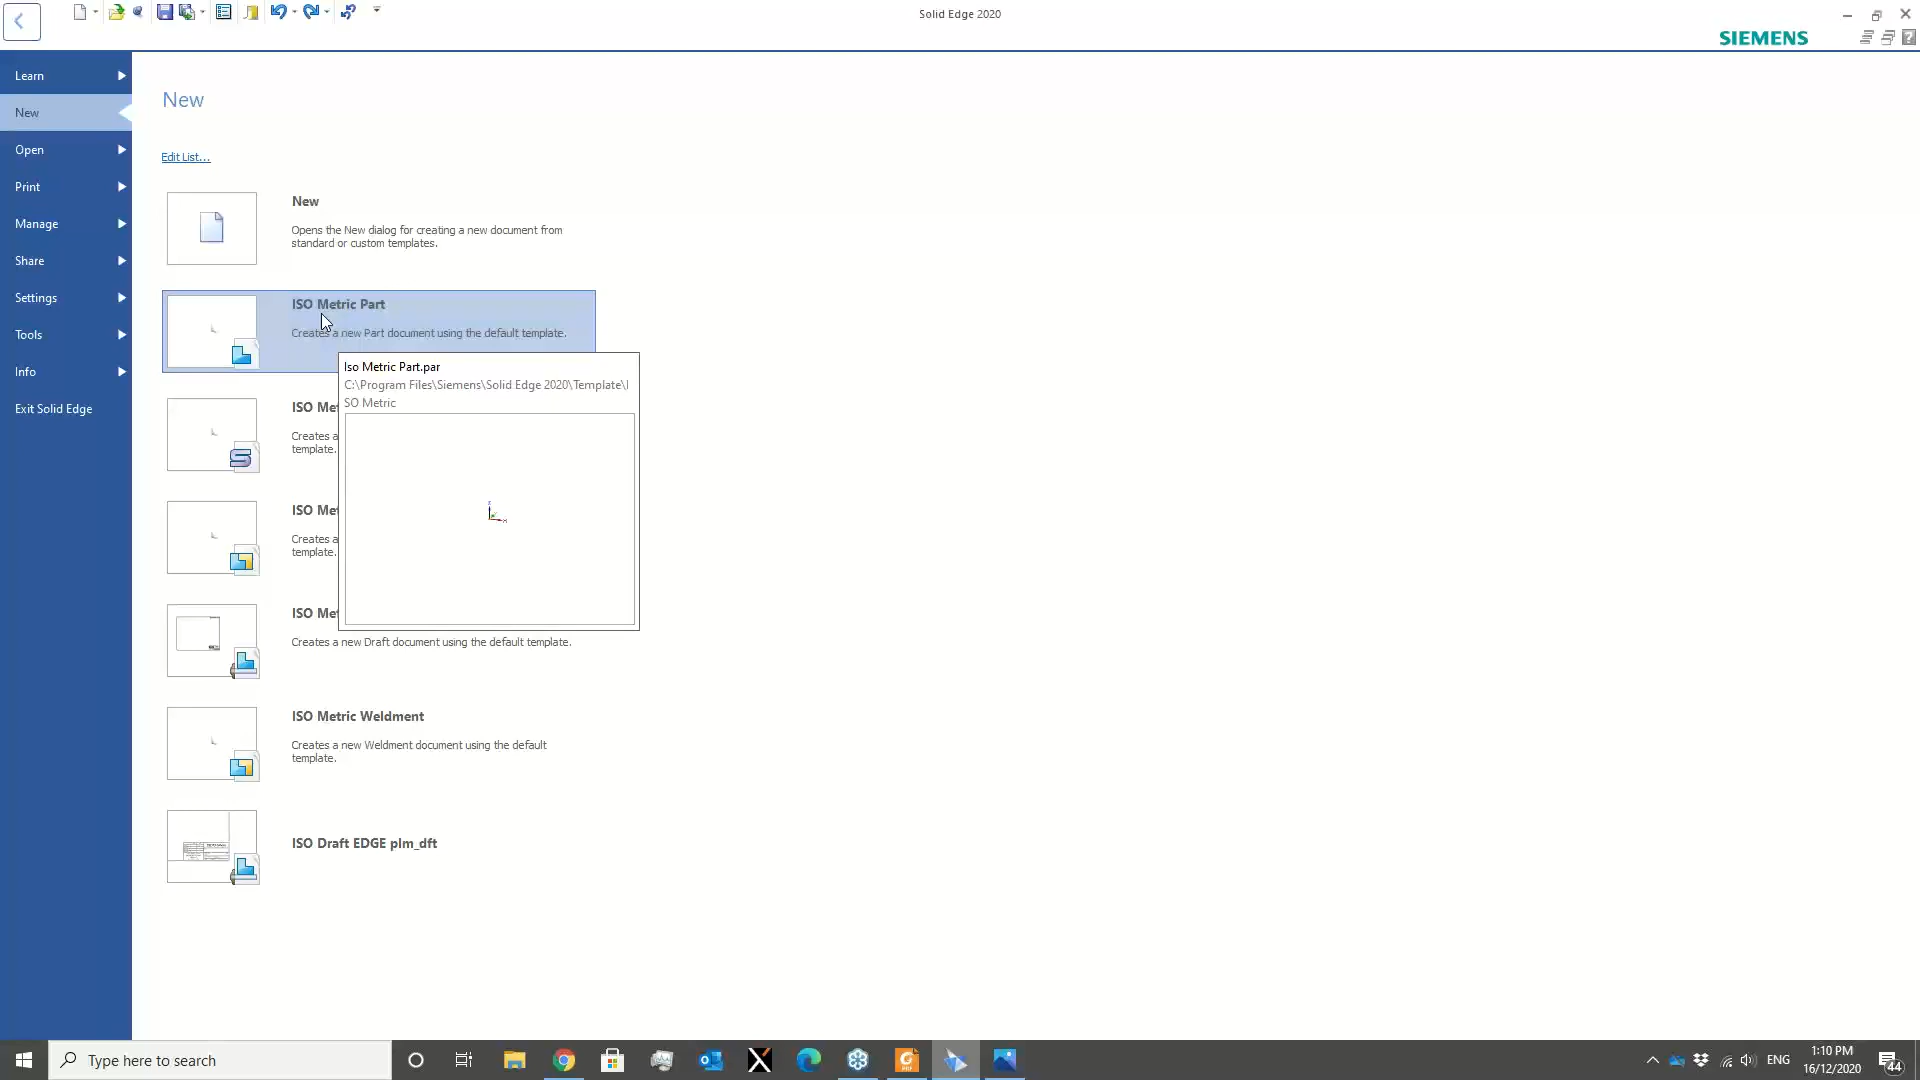 Solid Edge 2020
SIEMENS
Learn
New
Open
Print
Manage
Share
Settings
Tools
Info
Exit Solid Edge
New
Edit List...
New
Opens the New dialog for creating a new document from
standard or custom templates.
ISO Metric Part
Creates a new Part document using the default template.
Iso Metric Part.par
C:\Program Files\Siemens\Solid Edge 2020\Template\I
SO Metric
ISO Met
Creates a
template.
ISO Met
Creates a
template.
ISO Met
Creates a new Draft document using the default template.
ISO Metric Weldment
Creates a new Weldment document using the default
template.
ISO Draft EDGE plm_dft
Type here to search
ENG
1:10 PM
16/12/2020
44